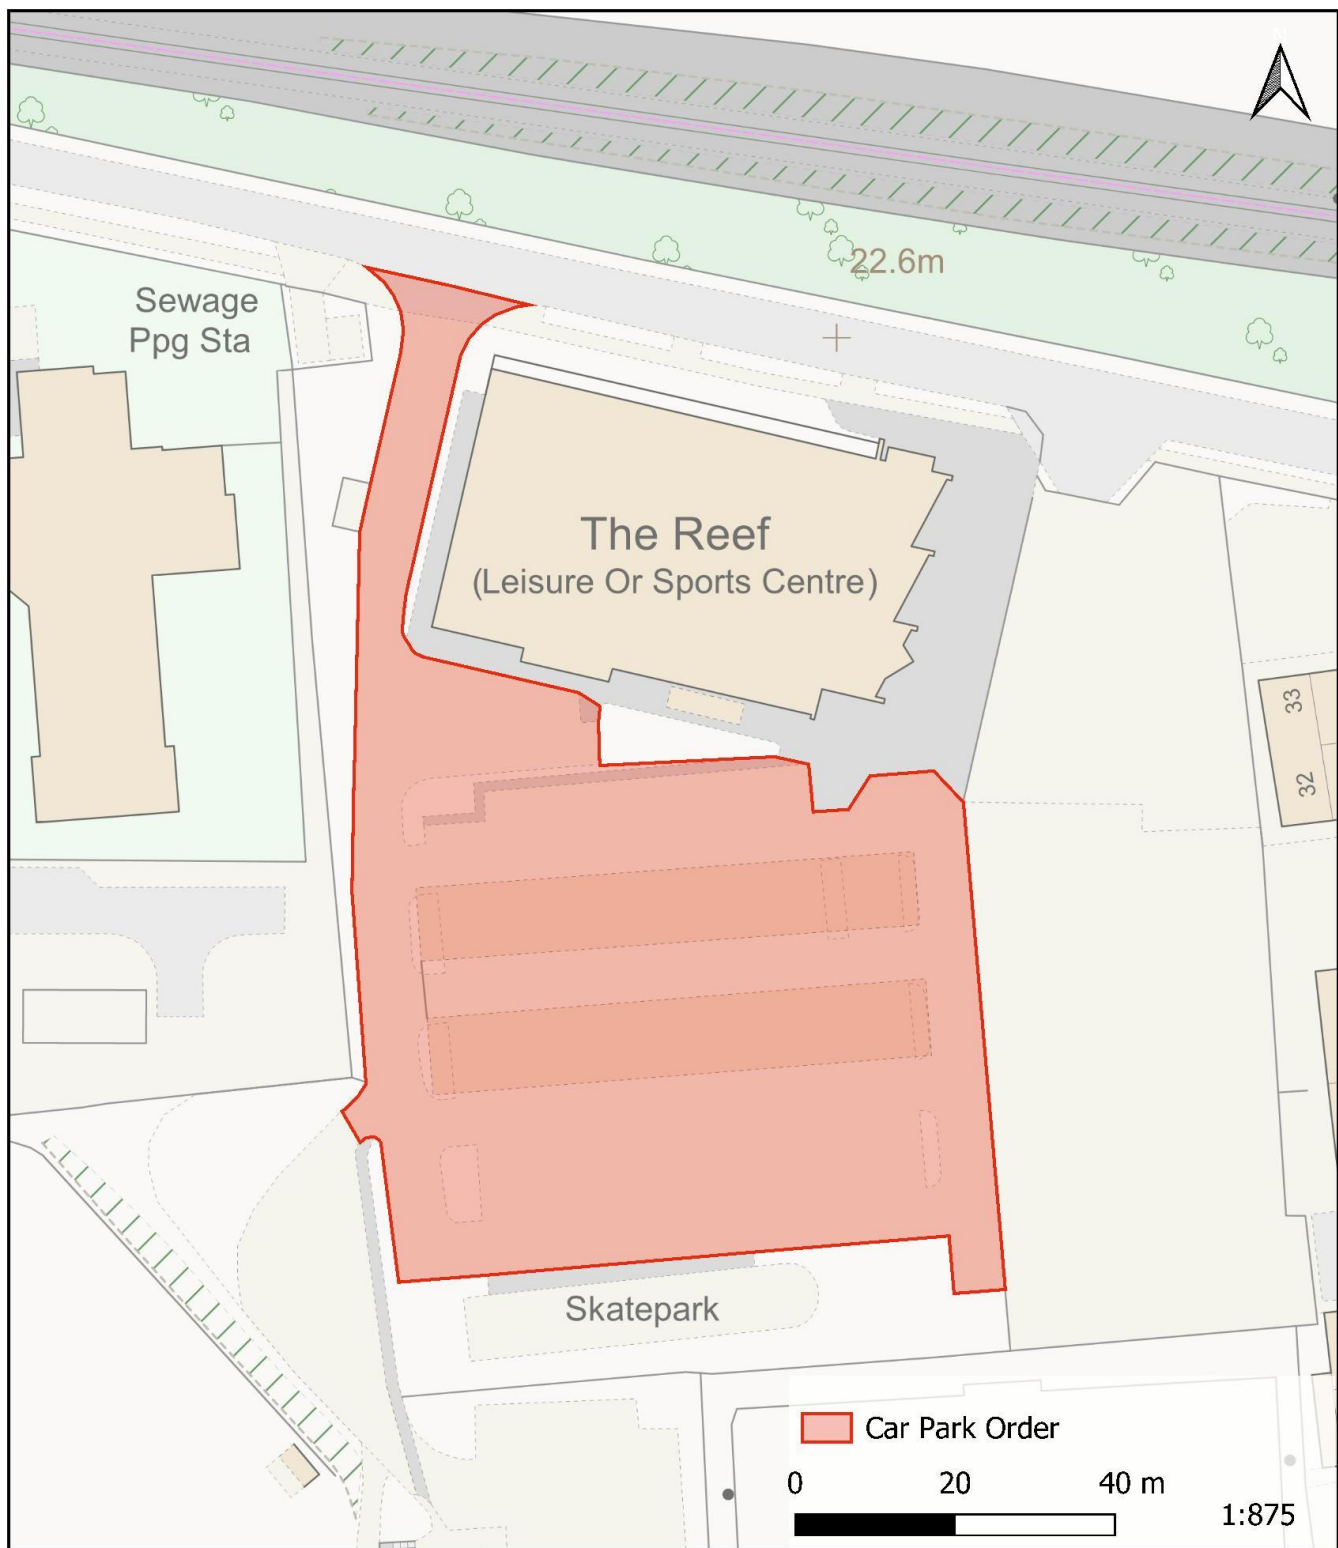 N
22.6m
Sewage
Ppg Sta
The Reef
(Leisure Or Sports Centre)
33
32
Skatepark
Car Park Order
0 20 40 m
1:875